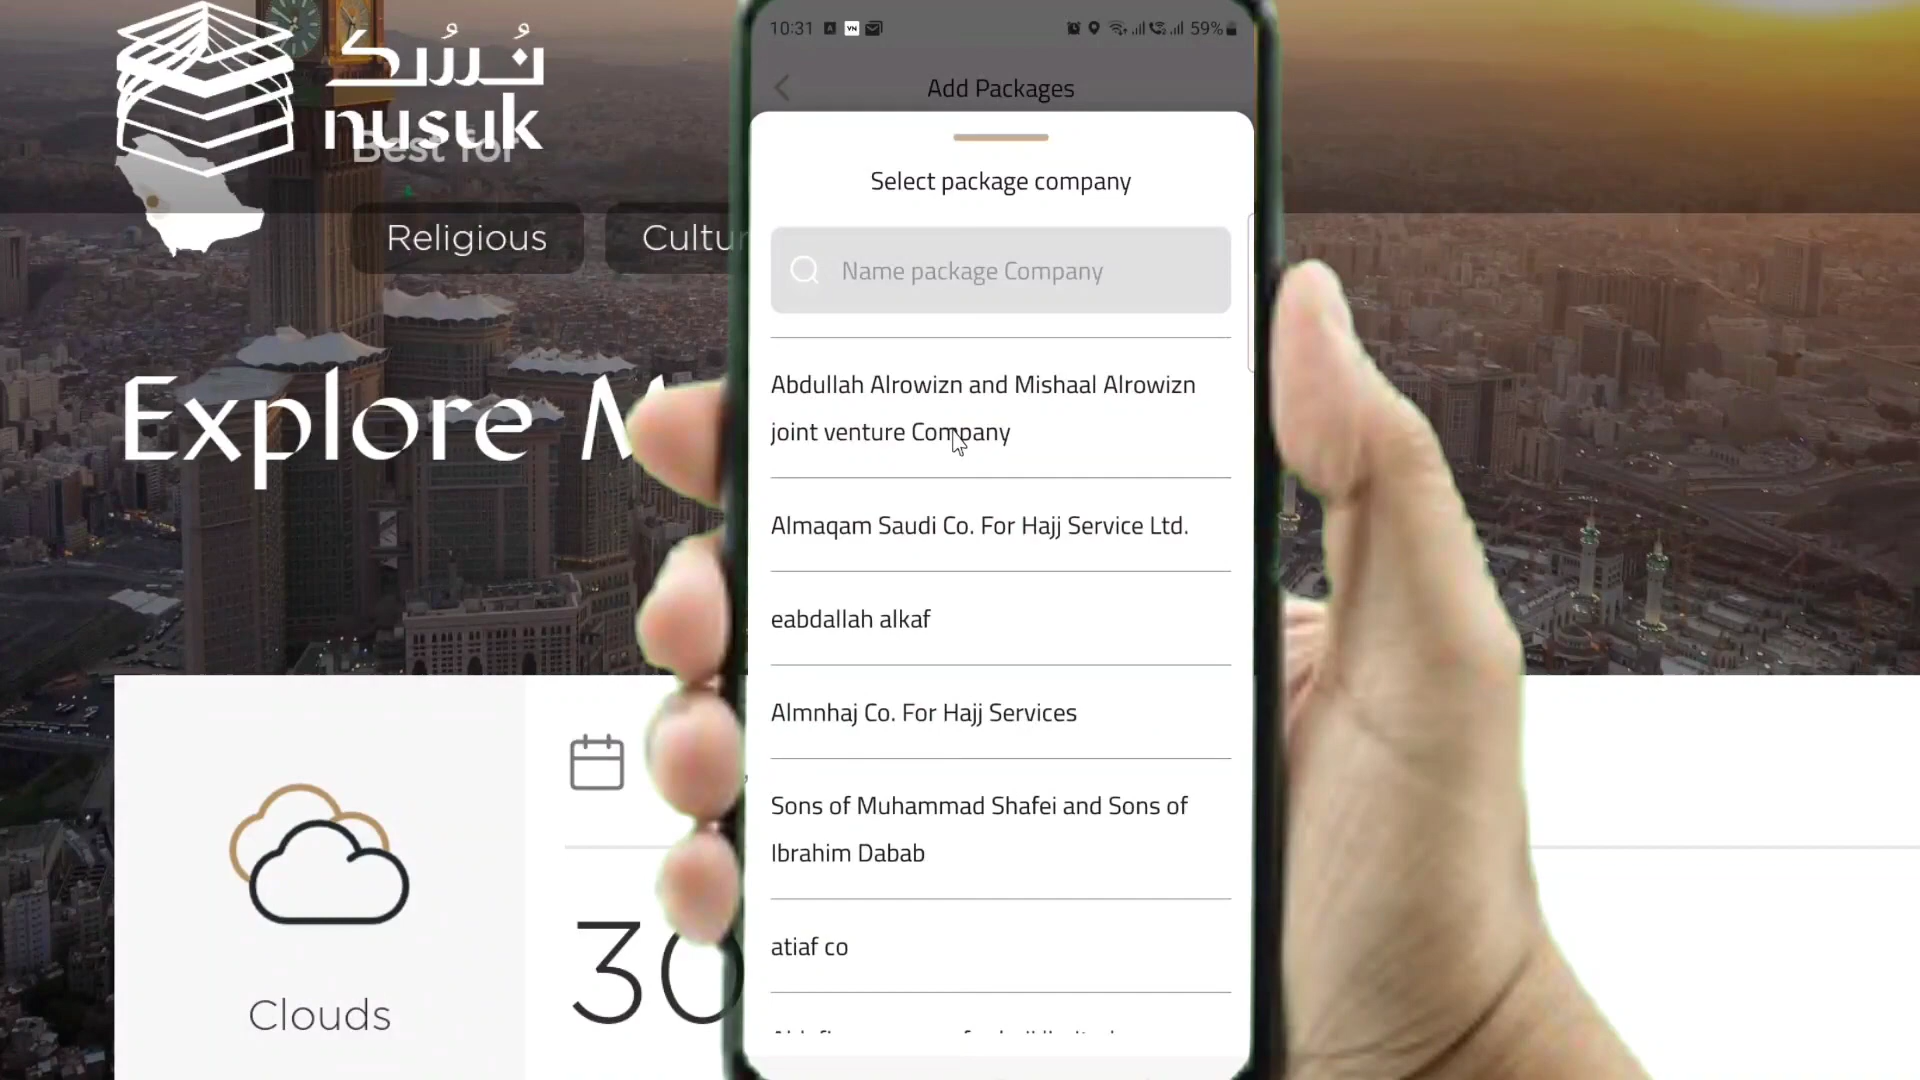 نُسُك
nusuk
Best for
Religious
Explore
Clouds
30
10:31
59%
Add Packages
Select package company
Name package Company
Abdullah Alrowizn and Mishaal Alrowizn
joint venture Company
Almaqam Saudi Co. For Hajj Service Ltd.
eabdallah alkaf
Almnhaj Co. For Hajj Services
Sons of Muhammad Shafei and Sons of
Ibrahim Dabab
atiaf co